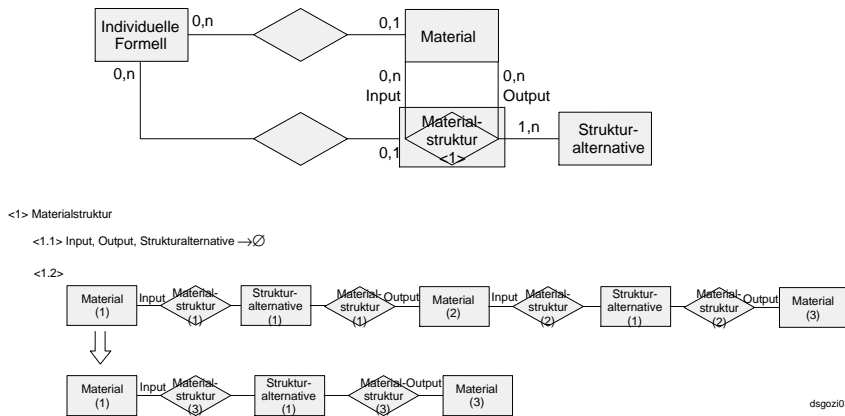 Individuelle
Formell
0,n
0,1
Material
0,n
0,n
0,n
Input
Output
Material-
struktur
<1>
0,1
1,n
Struktur-
alternative
<1> Materialstruktur
<1.1> Input, Output, Strukturalternative →∅
<1.2>
Material
(1)
Input
Material-
struktur
(1)
Struktur-
alternative
(1)
Material-
struktur
(1)
Output
Material
(2)
Input
Material-
struktur
(2)
Struktur-
alternative
(1)
Material-
struktur
(2)
Output
Material
(3)
Material
(1)
Input
Material-
struktur
(3)
Struktur-
alternative
(1)
Material-
struktur
(3)
Output
Material
(3)